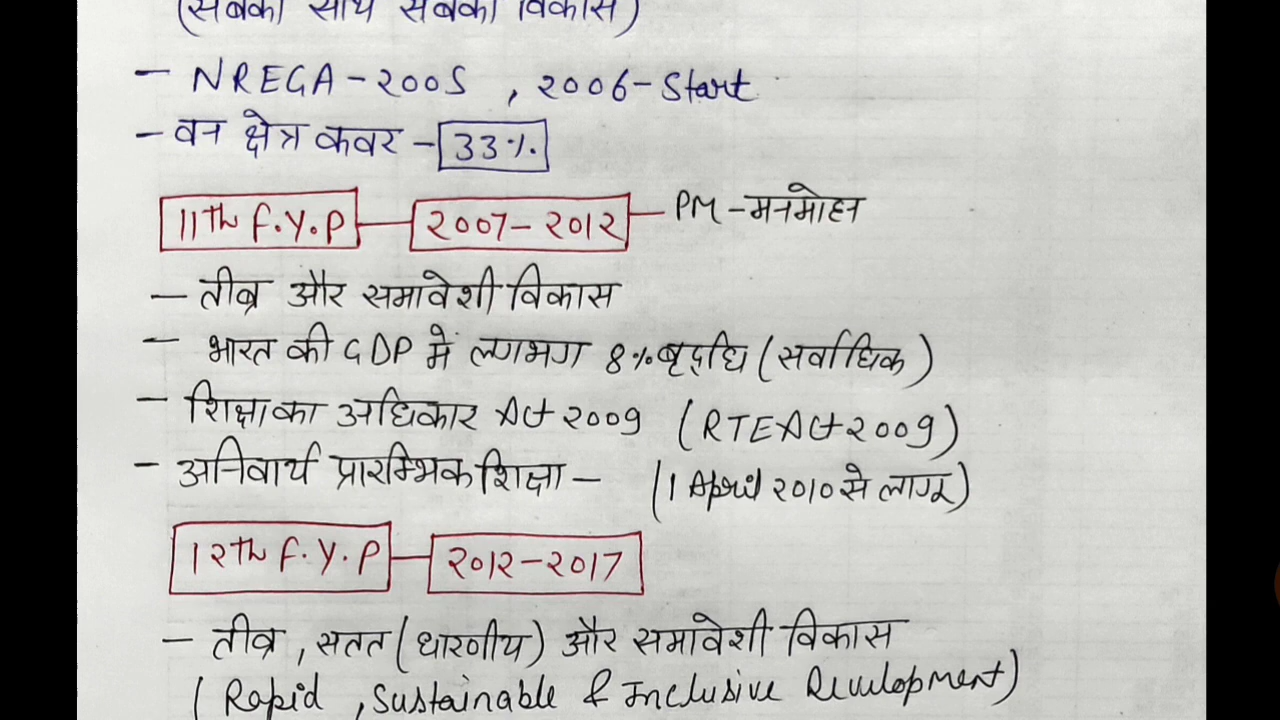 (सबका साथ सबका विकास)
- NREGA-2005, 2006-Start
- वन क्षेत्र कवर - 33%
11th F.Y.P - 2007-2012 - PM-मनमोहन
- तीव्र और समावेशी विकास
- भारत की GDP में लगभग 8% बृद्धि (सर्वाधिक)
- शिक्षा का अधिकार Act 2009 (RTE Act 2009)
- अनिवार्य प्रारम्भिक शिक्षा - (1 April 2010 से लागू)
12th F.Y.P - 2012-2017
- तीव्र, सतत (धारणीय) और समावेशी विकास
(Rapid, Sustainable & Inclusive Development)